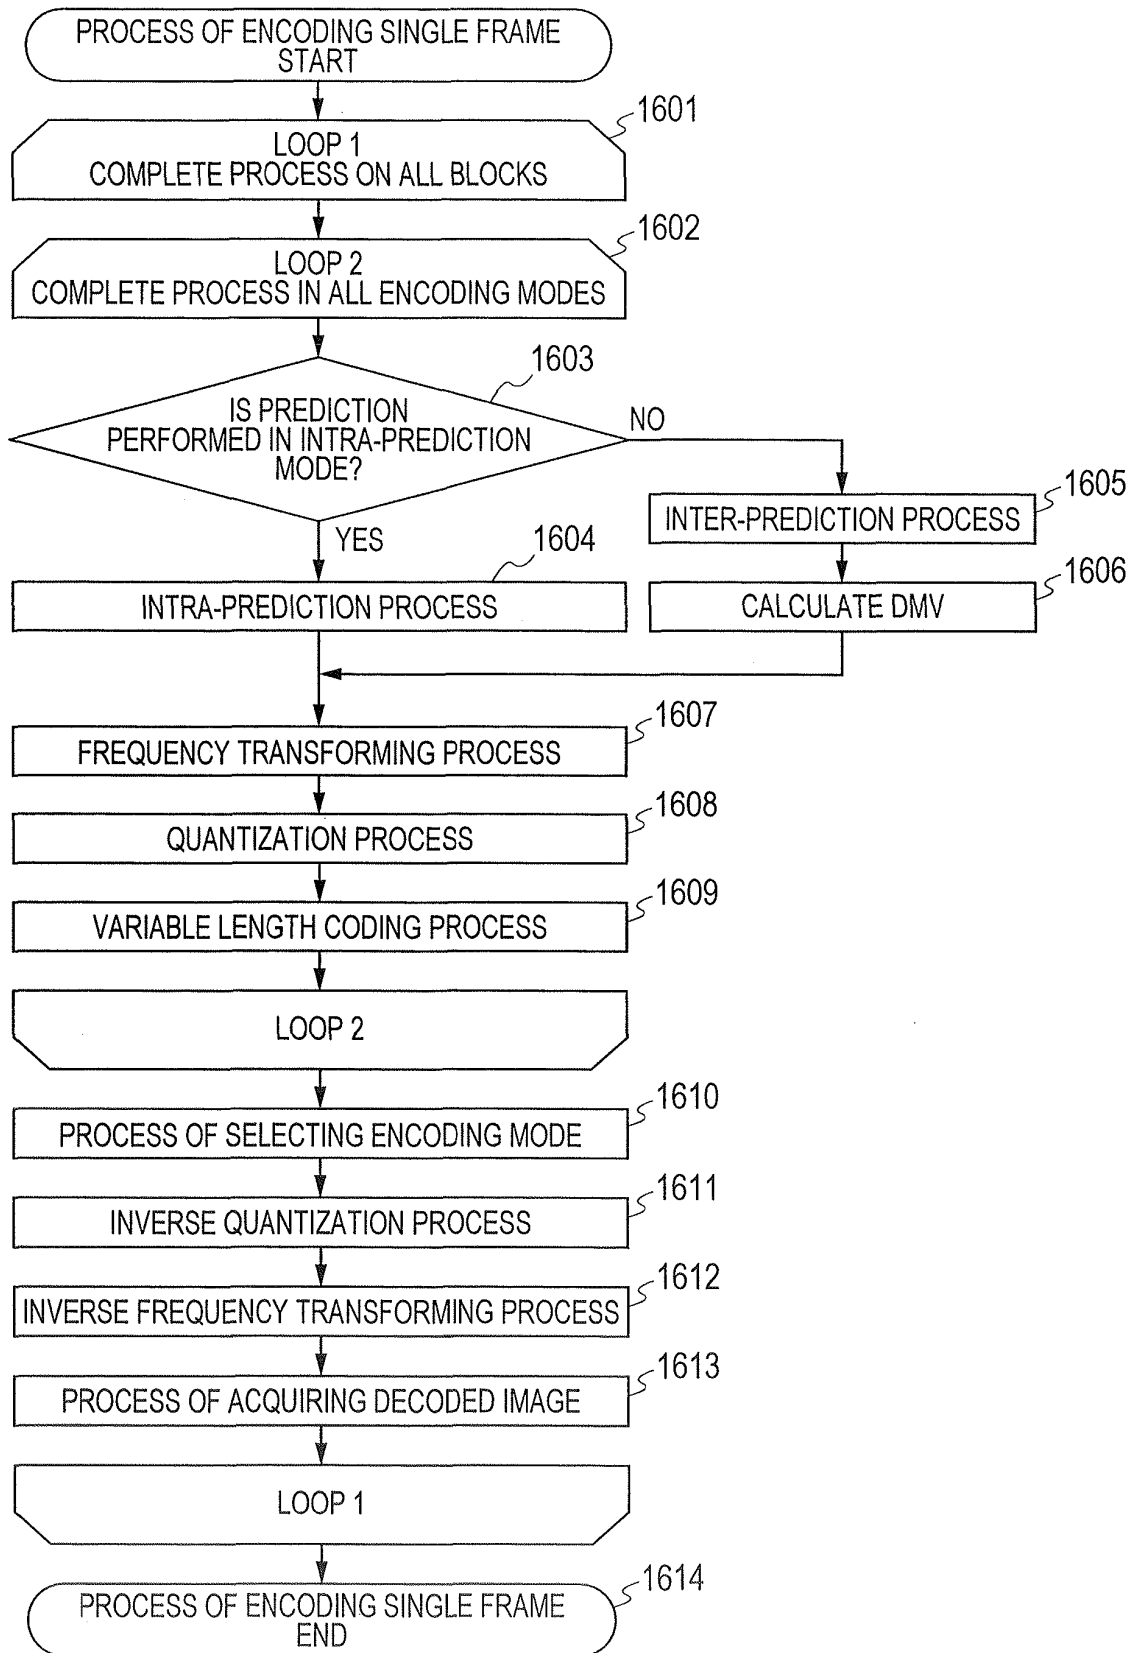 PROCESS OF ENCODING SINGLE FRAME
START
1601
LOOP 1
COMPLETE PROCESS ON ALL BLOCKS
1602
LOOP 2
COMPLETE PROCESS IN ALL ENCODING MODES
1603
IS PREDICTION
PERFORMED IN INTRA-PREDICTION
MODE?
NO
1605
INTER-PREDICTION PROCESS
YES
1604
INTRA-PREDICTION PROCESS
1606
CALCULATE DMV
1607
FREQUENCY TRANSFORMING PROCESS
1608
QUANTIZATION PROCESS
1609
VARIABLE LENGTH CODING PROCESS
LOOP 2
1610
PROCESS OF SELECTING ENCODING MODE
1611
INVERSE QUANTIZATION PROCESS
1612
INVERSE FREQUENCY TRANSFORMING PROCESS
1613
PROCESS OF ACQUIRING DECODED IMAGE
LOOP 1
1614
PROCESS OF ENCODING SINGLE FRAME
END